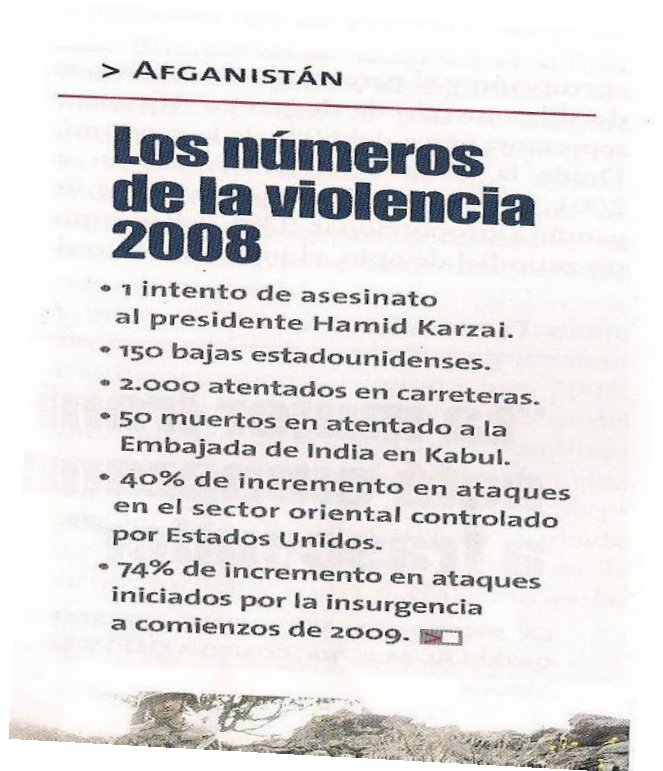 > AFGANISTÁN
Los números
de la violencia
2008
• 1 intento de asesinato
al presidente Hamid Karzai.
• 150 bajas estadounidenses.
• 2.000 atentados en carreteras.
• 50 muertos en atentado a la
Embajada de India en Kabul.
• 40% de incremento en ataques
en el sector oriental controlado
por Estados Unidos.
• 74% de incremento en ataques
iniciados por la insurgencia
a comienzos de 2009.